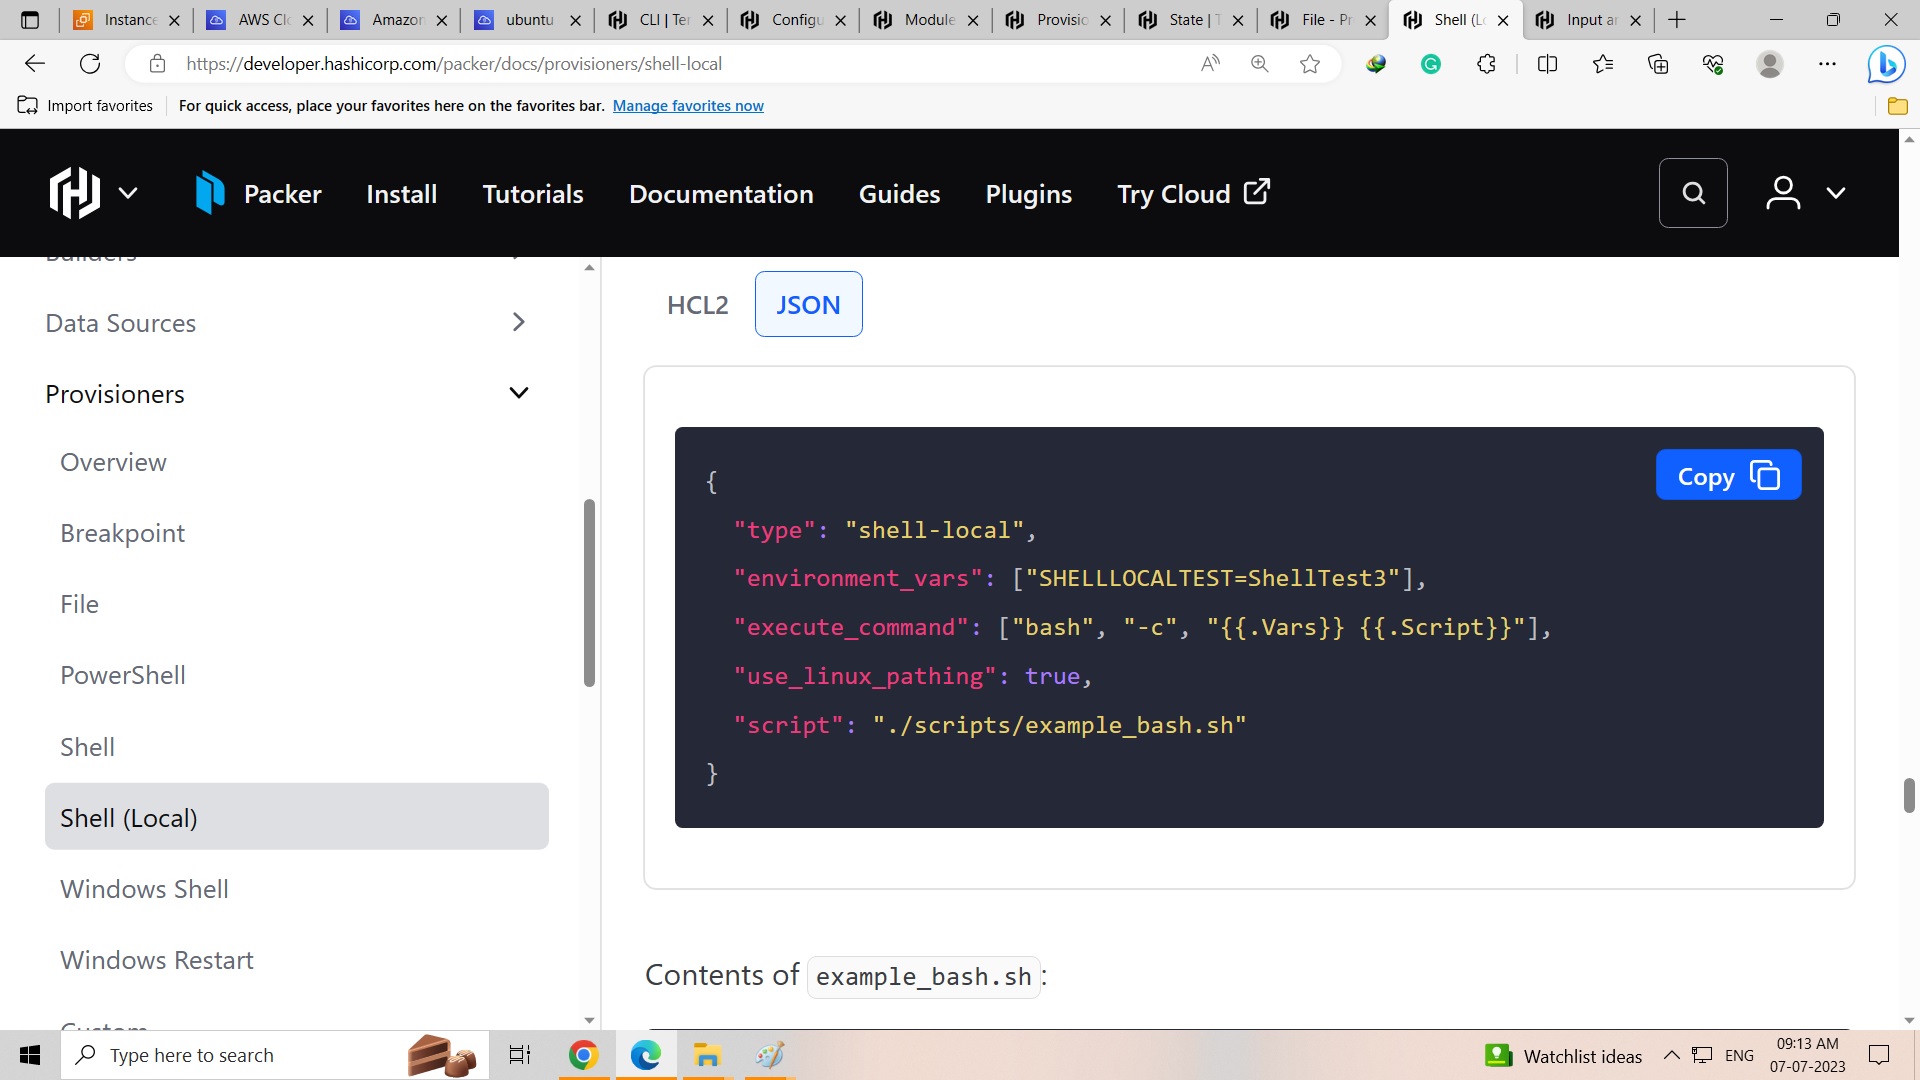 Instance
AWS Clo
Amazon
ubuntu
CLI | Ter
Configu
Module
Provisio
State | T
File - Pr
Shell (Lo
Input ar
https://developer.hashicorp.com/packer/docs/provisioners/shell-local
Import favorites
For quick access, place your favorites here on the favorites bar. Manage favorites now
Packer
Install
Tutorials
Documentation
Guides
Plugins
Try Cloud
Builders
Data Sources
Provisioners
Overview
Breakpoint
File
PowerShell
Shell
Shell (Local)
Windows Shell
Windows Restart
Custom
HCL2
JSON
Copy
{
"type": "shell-local",
"environment_vars": ["SHELLLOCALTEST=ShellTest3"],
"execute_command": ["bash", "-c", "{{.Vars}} {{.Script}}"],
"use_linux_pathing": true,
"script": "./scripts/example_bash.sh"
}
Contents of example_bash.sh:
Type here to search
Watchlist ideas
ENG
09:13 AM
07-07-2023